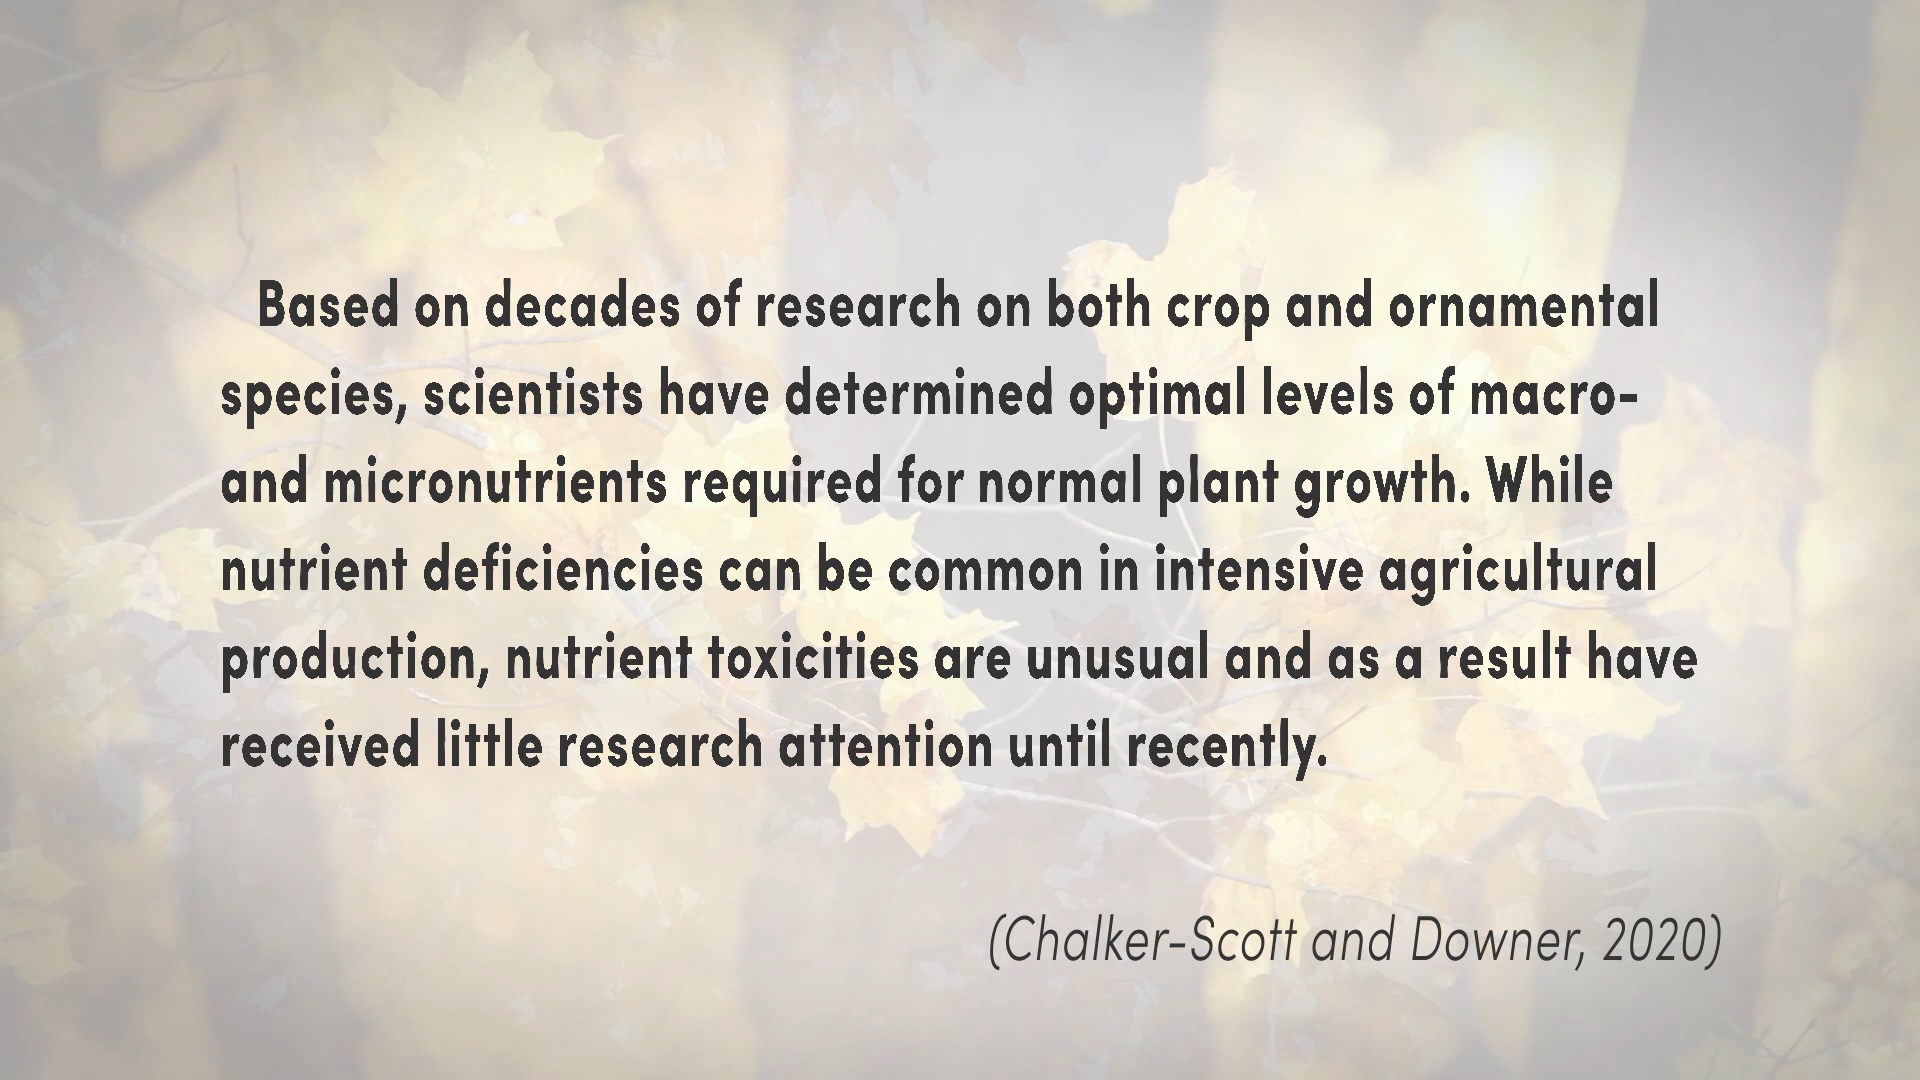 Based on decades of research on both crop and ornamental
species, scientists have determined optimal levels of macro-
and micronutrients required for normal plant growth. While
nutrient deficiencies can be common in intensive agricultural
production, nutrient toxicities are unusual and as a result have
received little research attention until recently.
(Chalker-Scott and Downer, 2020)